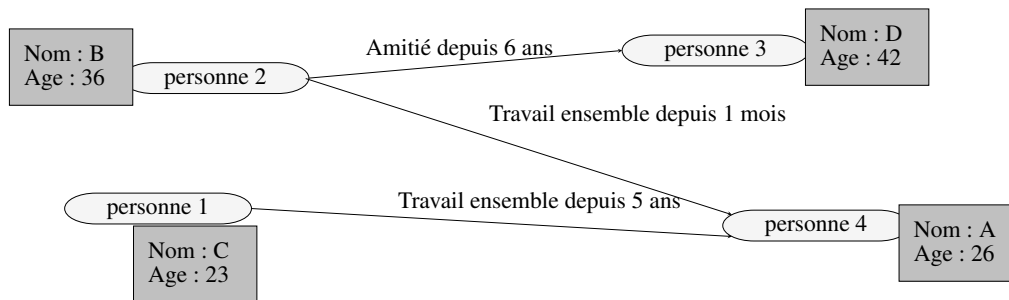 Nom : B
Age : 36
personne 2
Amitié depuis 6 ans
personne 3
Nom : D
Age : 42
Travail ensemble depuis 1 mois
personne 1
Nom : C
Age : 23
Travail ensemble depuis 5 ans
personne 4
Nom : A
Age : 26